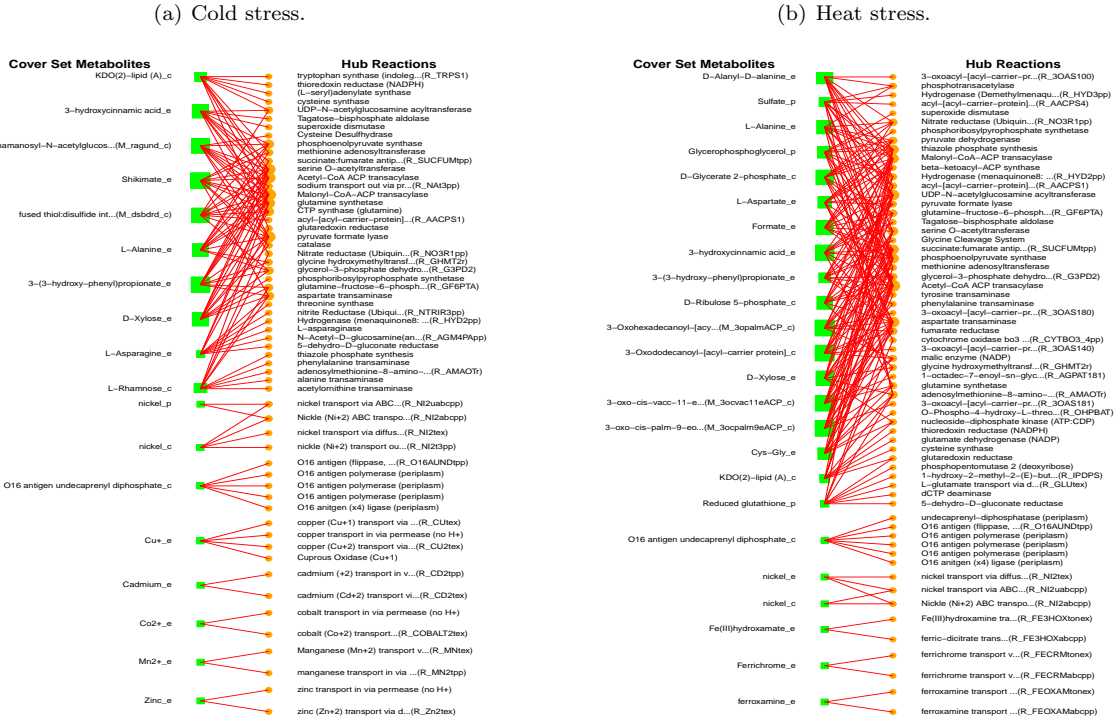 (a) Cold stress.
Cover Set Metabolites
Hub Reactions
KDO(2)−lipid (A)_c
3−hydroxycinnamic acid_e
hamanosyl−N−acetylglucos...(M_ragund_c)
Shikimate_e
fused thiol:disulfide int...(M_dsbdrd_c)
L−Alanine_e
3−(3−hydroxy−phenyl)propionate_e
D−Xylose_e
L−Asparagine_e
L−Rhamnose_c
nickel_p
nickel_c
O16 antigen undecaprenyl diphosphate_c
Cu+_e
Cadmium_e
Co2+_e
Mn2+_e
Zinc_e
tryptophan synthase (indoleg...(R_TRPS1)
thioredoxin reductase (NADPH)
(L−seryl)adenylate synthase
cysteine synthase
UDP−N−acetylglucosamine acyltransferase
Tagatose−bisphosphate aldolase
superoxide dismutase
Cysteine Desulfhydrase
phosphoenolpyruvate synthase
methionine adenosyltransferase
succinate:fumarate antip...(R_SUCFUMtpp)
serine O−acetyltransferase
Acetyl−CoA ACP transacylase
sodium transport out via pr...(R_NAt3pp)
Malonyl−CoA−ACP transacylase
glutamine synthetase
CTP synthase (glutamine)
acyl−[acyl−carrier−protein]...(R_AACPS1)
glutaredoxin reductase
pyruvate formate lyase
catalase
Nitrate reductase (Ubiquin...(R_NO3R1pp)
glycine hydroxymethyltransf...(R_GHMT2r)
glycerol−3−phosphate dehydro...(R_G3PD2)
phosphoribosylpyrophosphate synthetase
glutamine−fructose−6−phosph...(R_GF6PTA)
aspartate transaminase
threonine synthase
nitrite Reductase (Ubiqui...(R_NTRIR3pp)
Hydrogenase (menaquinone8: ...(R_HYD2pp)
L−asparaginase
N−Acetyl−D−glucosamine(an...(R_AGM4PApp)
5−dehydro−D−gluconate reductase
thiazole phosphate synthesis
phenylalanine transaminase
adenosylmethionine−8−amino−...(R_AMAOTr)
alanine transaminase
acetylornithine transaminase
nickel transport via ABC...(R_NI2uabcpp)
Nickle (Ni+2) ABC transpo...(R_NI2abcpp)
nickel transport via diffus...(R_NI2tex)
nickle (Ni+2) transport ou...(R_NI2t3pp)
O16 antigen (flippase, ...(R_O16AUNDtpp)
O16 antigen polymerase (periplasm)
O16 antigen polymerase (periplasm)
O16 antigen polymerase (periplasm)
O16 anitgen (x4) ligase (periplasm)
copper (Cu+1) transport via ...(R_CUtex)
copper transport in via permease (no H+)
copper (Cu+2) transport via...(R_CU2tex)
Cuprous Oxidase (Cu+1)
cadmium (+2) transport in v...(R_CD2tpp)
cadmium (Cd+2) transport vi...(R_CD2tex)
cobalt transport in via permease (no H+)
cobalt (Co+2) transport...(R_COBALT2tex)
Manganese (Mn+2) transport v...(R_MNtex)
manganese transport in via ...(R_MN2tpp)
zinc transport in via permease (no H+)
zinc (Zn+2) transport via d...(R_Zn2tex)
(b) Heat stress.
Cover Set Metabolites
Hub Reactions
D−Alanyl−D−alanine_e
Sulfate_p
L−Alanine_e
Glycerophosphoglycerol_p
D−Glycerate 2−phosphate_c
L−Aspartate_e
Formate_e
3−hydroxycinnamic acid_e
3−(3−hydroxy−phenyl)propionate_e
D−Ribulose 5−phosphate_c
3−Oxohexadecanoyl−[acy...(M_3opalmACP_c)
3−Oxododecanoyl−[acyl−carrier protein]_c
D−Xylose_e
3−oxo−cis−vacc−11−e...(M_3ocvac11eACP_c)
3−oxo−cis−palm−9−eo...(M_3ocpalm9eACP_c)
Cys−Gly_e
KDO(2)−lipid (A)_c
Reduced glutathione_p
O16 antigen undecaprenyl diphosphate_c
nickel_e
nickel_c
Fe(III)hydroxamate_e
Ferrichrome_e
ferroxamine_e
3−oxoacyl−[acyl−carrier−pr...(R_3OAS100)
phosphotransacetylase
Hydrogenase (Demethylmenaqu...(R_HYD3pp)
acyl−[acyl−carrier−protein]...(R_AACPS4)
superoxide dismutase
Nitrate reductase (Ubiquin...(R_NO3R1pp)
phosphoribosylpyrophosphate synthetase
pyruvate dehydrogenase
thiazole phosphate synthesis
Malonyl−CoA−ACP transacylase
beta−ketoacyl−ACP synthase
Hydrogenase (menaquinone8: ...(R_HYD2pp)
acyl−[acyl−carrier−protein]...(R_AACPS1)
UDP−N−acetylglucosamine acyltransferase
pyruvate formate lyase
glutamine−fructose−6−phosph...(R_GF6PTA)
Tagatose−bisphosphate aldolase
serine O−acetyltransferase
Glycine Cleavage System
succinate:fumarate antip...(R_SUCFUMtpp)
phosphoenolpyruvate synthase
methionine adenosyltransferase
glycerol−3−phosphate dehydro...(R_G3PD2)
Acetyl−CoA ACP transacylase
tyrosine transaminase
phenylalanine transaminase
3−oxoacyl−[acyl−carrier−pr...(R_3OAS180)
aspartate transaminase
fumarate reductase
cytochrome oxidase bo3 ...(R_CYTBO3_4pp)
3−oxoacyl−[acyl−carrier−pr...(R_3OAS140)
malic enzyme (NADP)
glycine hydroxymethyltransf...(R_GHMT2r)
1−octadec−7−enoyl−sn−glyc...(R_AGPAT181)
glutamine synthetase
adenosylmethionine−8−amino−...(R_AMAOTr)
3−oxoacyl−[acyl−carrier−pr...(R_3OAS181)
O−Phospho−4−hydroxy−L−threo...(R_OHPBAT)
nucleoside−diphosphate kinase (ATP:CDP)
thioredoxin reductase (NADPH)
glutamate dehydrogenase (NADP)
cysteine synthase
glutaredoxin reductase
phosphopentomutase 2 (deoxyribose)
1−hydroxy−2−methyl−2−(E)−but...(R_IPDPS)
L−glutamate transport via d...(R_GLUtex)
dCTP deaminase
5−dehydro−D−gluconate reductase
undecaprenyl−diphosphatase (periplasm)
O16 antigen (flippase, ...(R_O16AUNDtpp)
O16 antigen polymerase (periplasm)
O16 antigen polymerase (periplasm)
O16 antigen polymerase (periplasm)
O16 anitgen (x4) ligase (periplasm)
nickel transport via diffus...(R_NI2tex)
nickel transport via ABC...(R_NI2uabcpp)
Nickle (Ni+2) ABC transpo...(R_NI2abcpp)
Fe(III)hydroxamine tra...(R_FE3HOXtonex)
ferric−dicitrate trans...(R_FE3HOXabcpp)
ferrichrome transport v...(R_FECRMtonex)
ferrichrome transport v...(R_FECRMabcpp)
ferroxamine transport ...(R_FEOXAMtonex)
ferroxamine transport ...(R_FEOXAMabcpp)